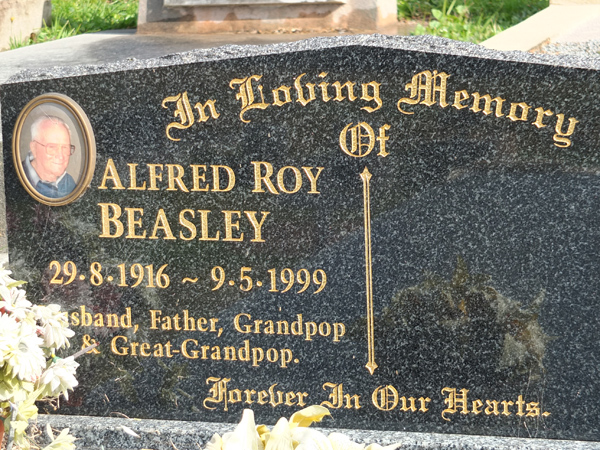 In Loving Memory
Of
ALFRED ROY
BEASLEY
29·8·1916 ~ 9·5·1999
Father, Grandpop
& Great-Grandpop.
Forever In Our Hearts.